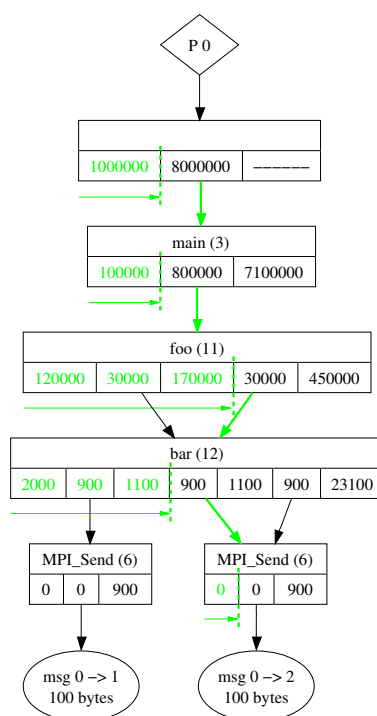 P 0
1000000 8000000 −−−−−−
main (3)
100000 800000 7100000
foo (11)
120000 30000 170000 30000 450000
bar (12)
2000 900 1100 900 1100 900 23100
MPI_Send (6) MPI_Send (6)
0 0 900 0 0 900
msg 0 −> 1 msg 0 −> 2
100 bytes 100 bytes